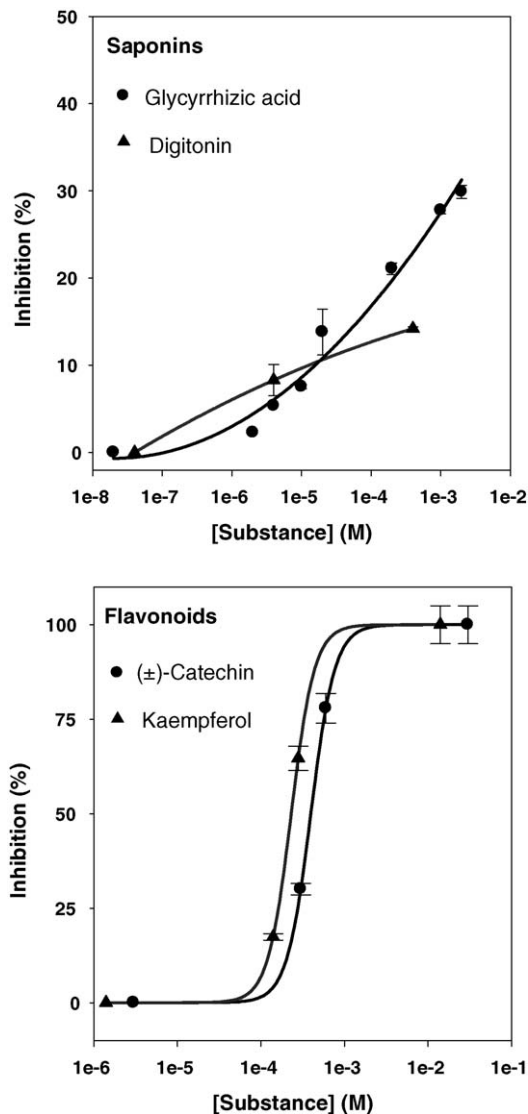 50
Saponins
Glycyrrhizic acid
40
Digitonin
30
Inhibition (%)
20
10
0
1e-8 1e-7 1e-6 1e-5 1e-4 1e-3 1e-2
[Substance] (M)
Flavonoids
100
(±)-Catechin
Kaempferol
75
Inhibition (%)
50
25
0
1e-6 1e-5 1e-4 1e-3 1e-2 1e-1
[Substance] (M)